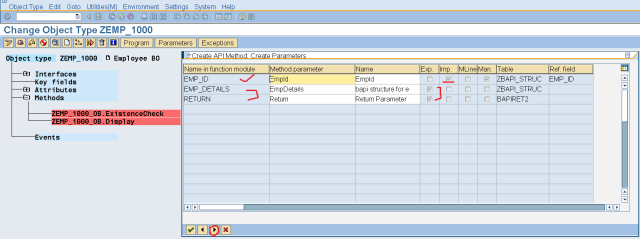 Object Type Edit Goto Utilities(M) Environment Settings System Help
Change Object Type ZEMP_1000
Program Parameters Exceptions
Object type ZEMP_1000 Employee BO
Interfaces
Key fields
Attributes
Methods
ZEMP_1000_OB.ExistenceCheck
ZEMP_1000_OB.Display
Events
Create API Method: Create Parameters
Name in function module Method parameter Name Exp. Imp. MLine Man. Table Ref. field
EMP_ID EmpId EmpId ZBAPI_STRUC EMP_ID
EMP_DETAILS EmpDetails bapi structure for e ZBAPI_STRUC
RETURN Return Return Parameter BAPIRET2